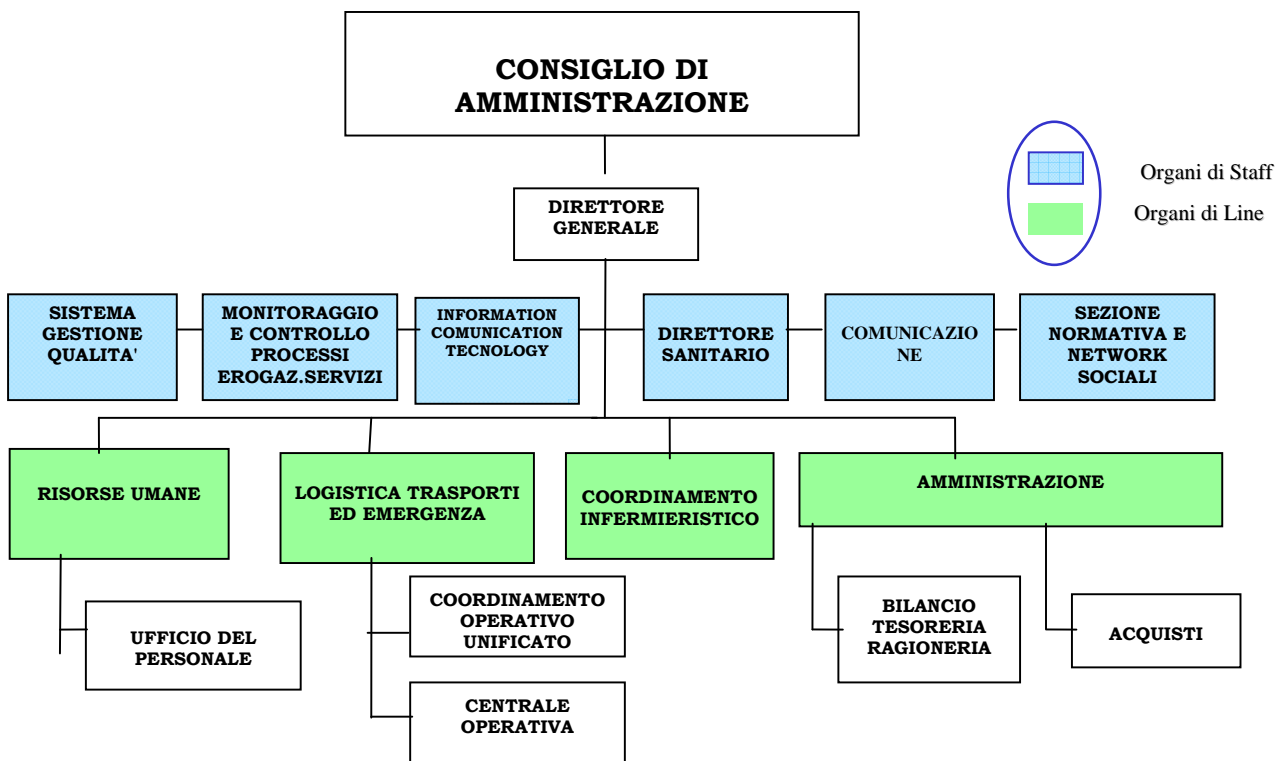 CONSIGLIO DI
AMMINISTRAZIONE
Organi di Staff
Organi di Line
DIRETTORE
GENERALE
SISTEMA
GESTIONE
QUALITA'
MONITORAGGIO
E CONTROLLO
PROCESSI
EROGAZ.SERVIZI
INFORMATION
COMUNICATION
TECNOLOGY
DIRETTORE
SANITARIO
COMUNICAZIO
NE
SEZIONE
NORMATIVA E
NETWORK
SOCIALI
RISORSE UMANE
LOGISTICA TRASPORTI
ED EMERGENZA
COORDINAMENTO
INFERMIERISTICO
AMMINISTRAZIONE
UFFICIO DEL
PERSONALE
COORDINAMENTO
OPERATIVO
UNIFICATO
CENTRALE
OPERATIVA
BILANCIO
TESORERIA
RAGIONERIA
ACQUISTI